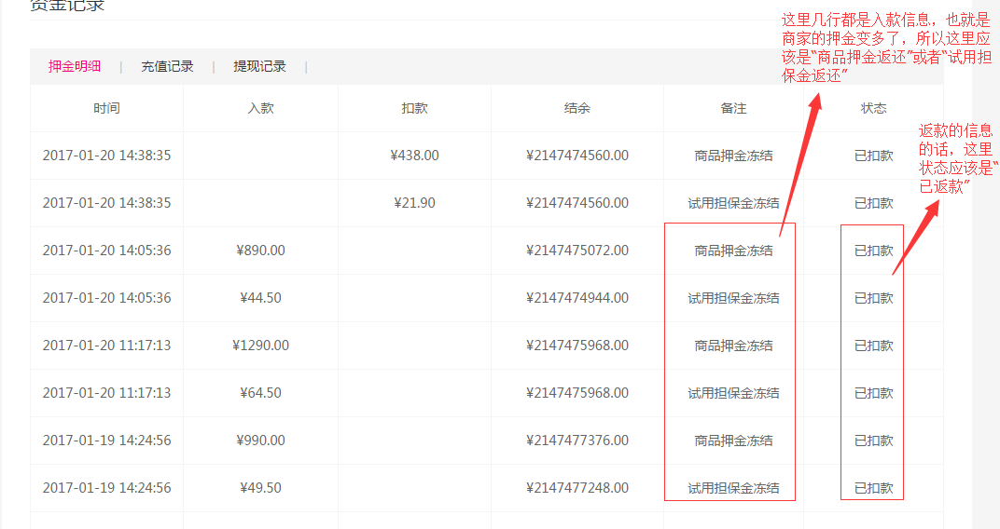 资金记录
这里几行都是入款信息，也就是
商家的押金变多了，所以这里应
该是“商品押金返还”或者“试用担
保金返还”
押金明细 | 充值记录 | 提现记录 |
时间 入款 扣款 结余 备注 状态
返款的信息
的话，这里
状态应该是“
已返款”
2017-01-20 14:38:35 ¥438.00 ¥2147474560.00 商品押金冻结 已扣款
2017-01-20 14:38:35 ¥21.90 ¥2147474560.00 试用担保金冻结 已扣款
2017-01-20 14:05:36 ¥890.00 ¥2147475072.00 商品押金冻结 已扣款
2017-01-20 14:05:36 ¥44.50 ¥2147474944.00 试用担保金冻结 已扣款
2017-01-20 11:17:13 ¥1290.00 ¥2147475968.00 商品押金冻结 已扣款
2017-01-20 11:17:13 ¥64.50 ¥2147475968.00 试用担保金冻结 已扣款
2017-01-19 14:24:56 ¥990.00 ¥2147477376.00 商品押金冻结 已扣款
2017-01-19 14:24:56 ¥49.50 ¥2147477248.00 试用担保金冻结 已扣款